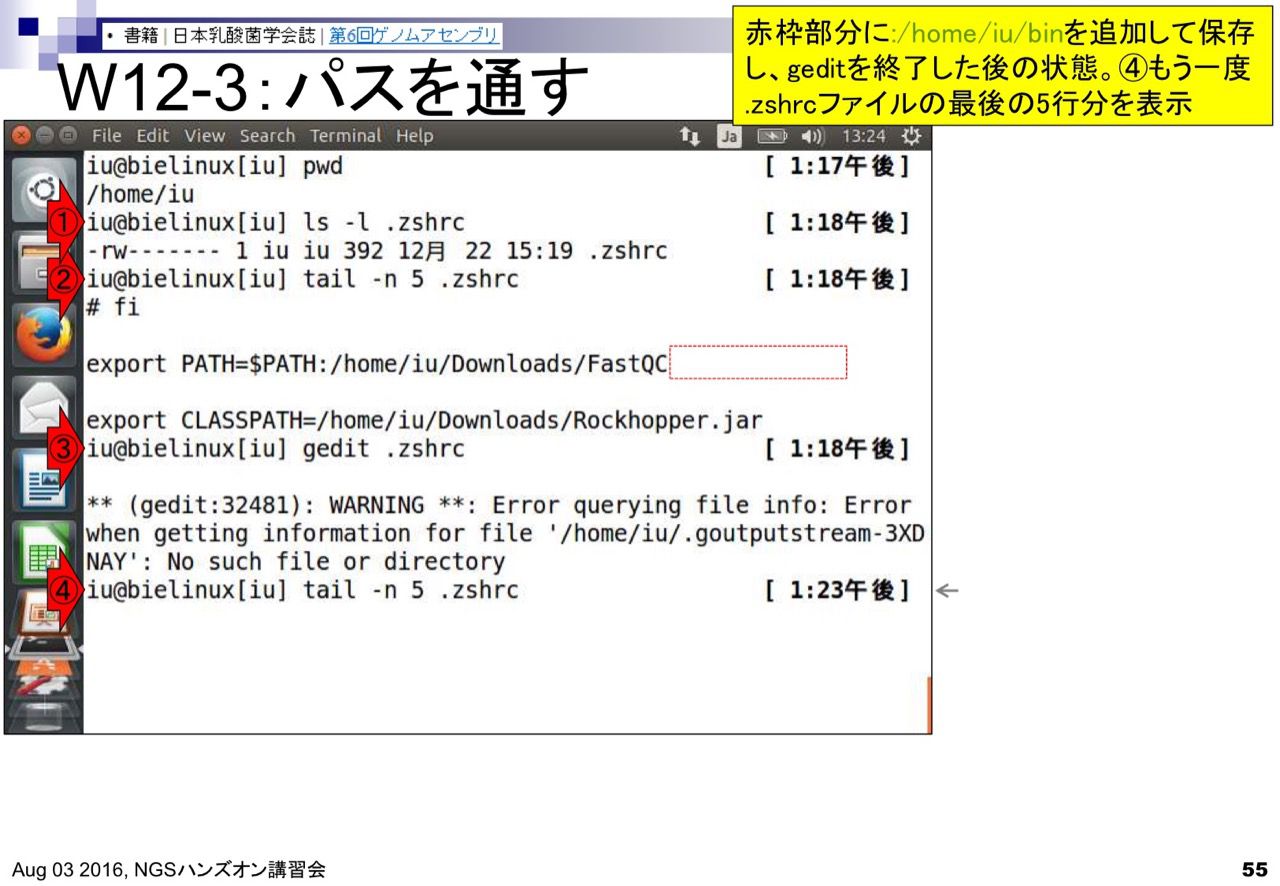 • 書籍 | 日本乳酸菌学会誌 | 第6回ゲノムアセンブリ
W12-3：パスを通す
赤枠部分に:/home/iu/binを追加して保存
し、geditを終了した後の状態。④もう一度
.zshrcファイルの最後の5行分を表示
File Edit View Search Terminal Help Ja 13:24
iu@bielinux[iu] pwd [ 1:17午後]
/home/iu
① iu@bielinux[iu] ls -l .zshrc [ 1:18午後]
-rw------- 1 iu iu 392 12月 22 15:19 .zshrc
② iu@bielinux[iu] tail -n 5 .zshrc [ 1:18午後]
# fi
export PATH=$PATH:/home/iu/Downloads/FastQC
export CLASSPATH=/home/iu/Downloads/Rockhopper.jar
③ iu@bielinux[iu] gedit .zshrc [ 1:18午後]
** (gedit:32481): WARNING **: Error querying file info: Error
when getting information for file '/home/iu/.goutputstream-3XD
NAY': No such file or directory
④ iu@bielinux[iu] tail -n 5 .zshrc [ 1:23午後] ←
Aug 03 2016, NGSハンズオン講習会
55